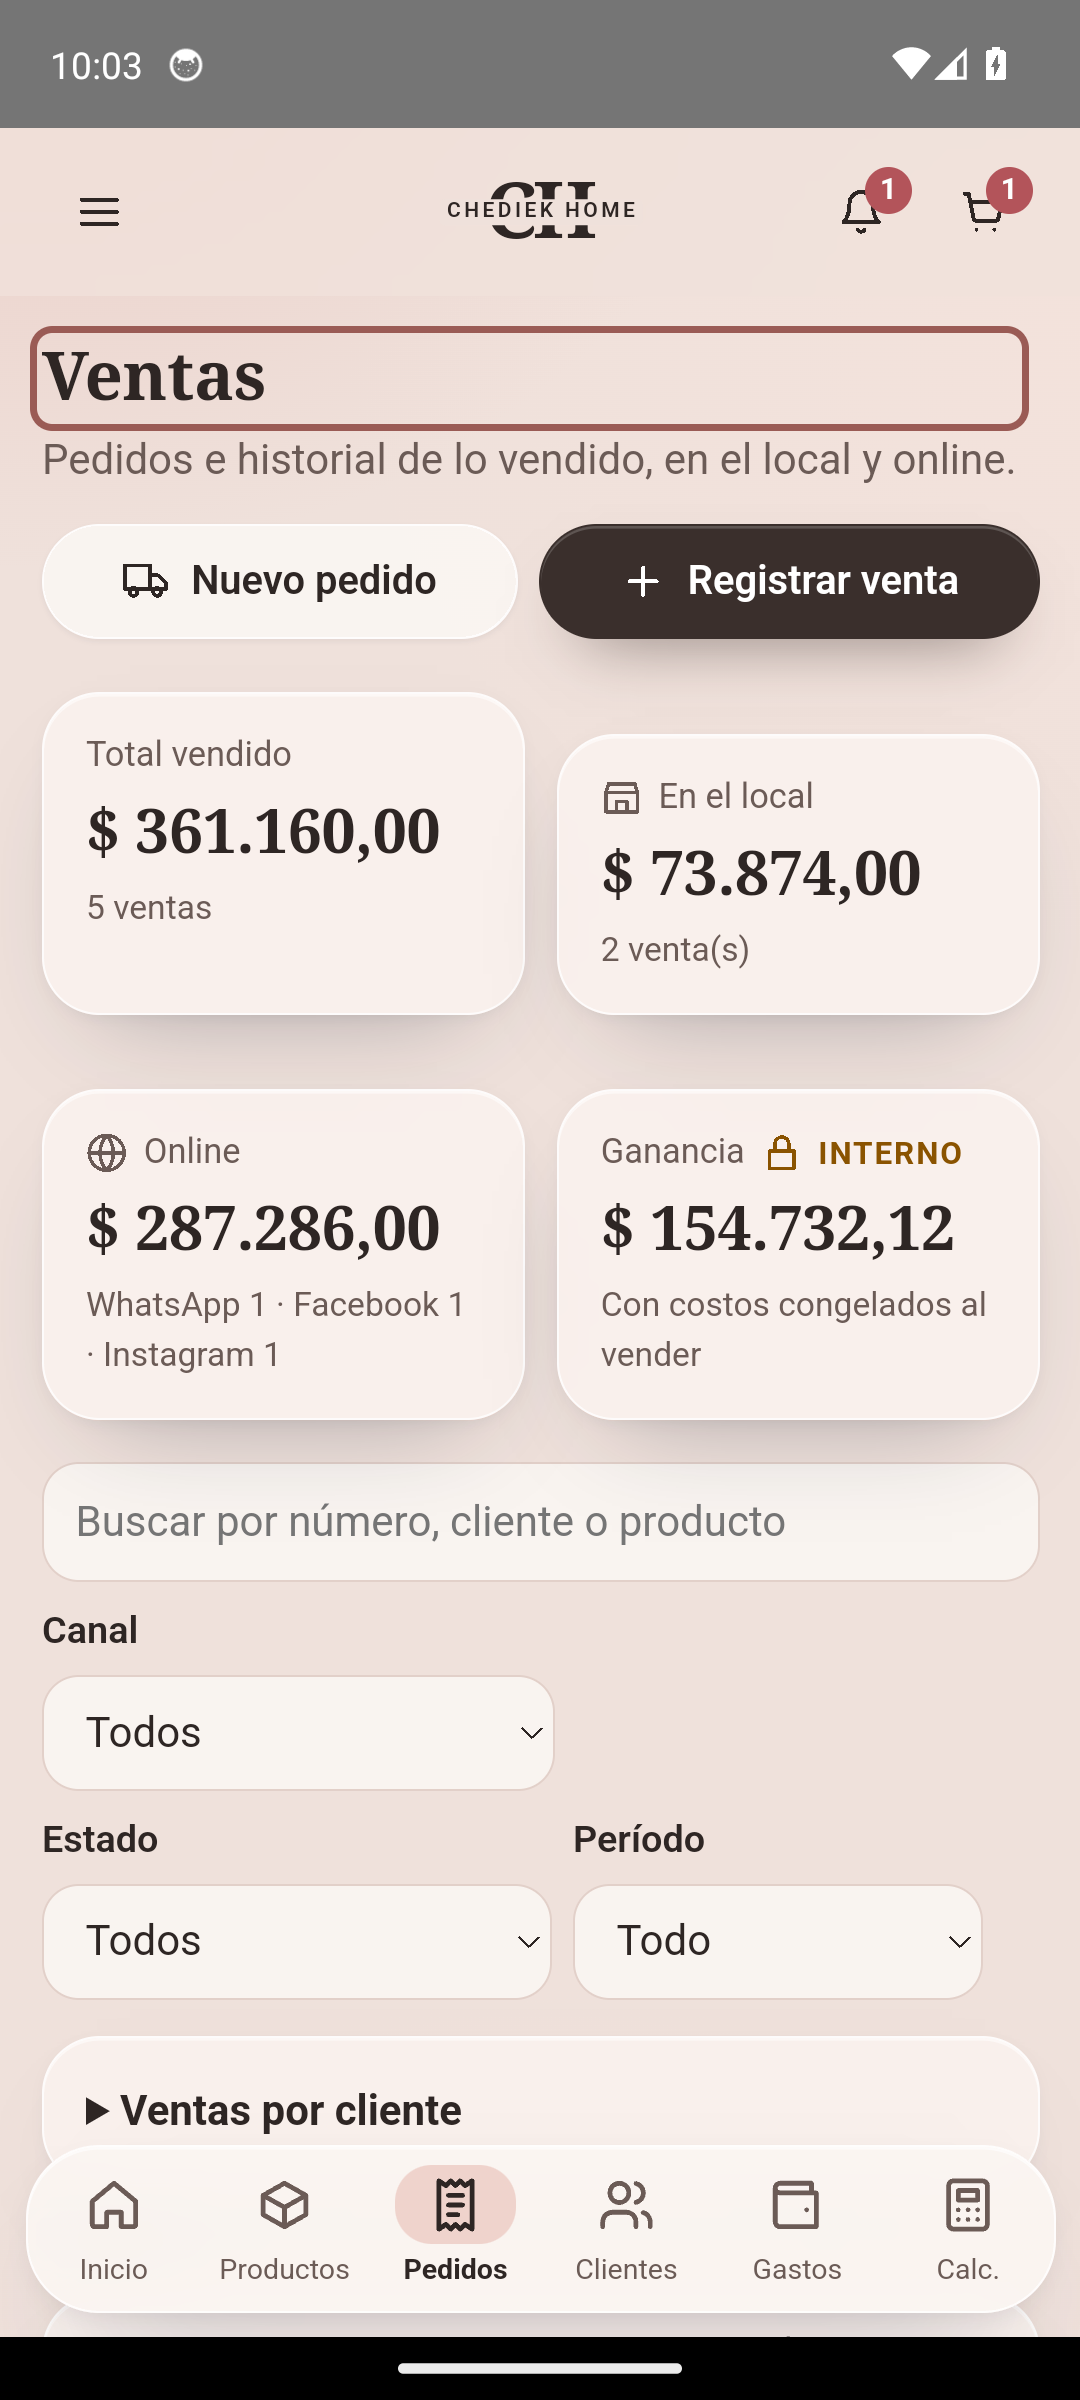 10:03
CH
CHEDIEK HOME
1
1
Ventas
Pedidos e historial de lo vendido, en el local y online.
Nuevo pedido
Registrar venta
Total vendido
$ 361.160,00
5 ventas
En el local
$ 73.874,00
2 venta(s)
Online
$ 287.286,00
WhatsApp 1 · Facebook 1
· Instagram 1
Ganancia INTERNO
$ 154.732,12
Con costos congelados al
vender
Buscar por número, cliente o producto
Canal
Todos
Estado
Período
Todos
Todo
Ventas por cliente
Inicio
Productos
Pedidos
Clientes
Gastos
Calc.